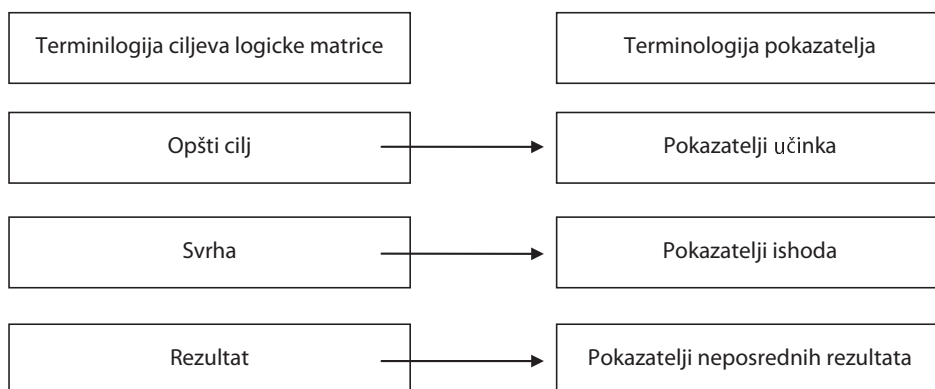 Terminilogija ciljeva logicke matrice
Terminologija pokazatelja
Opšti cilj
Pokazatelji učinka
Svrha
Pokazatelji ishoda
Rezultat
Pokazatelji neposrednih rezultata